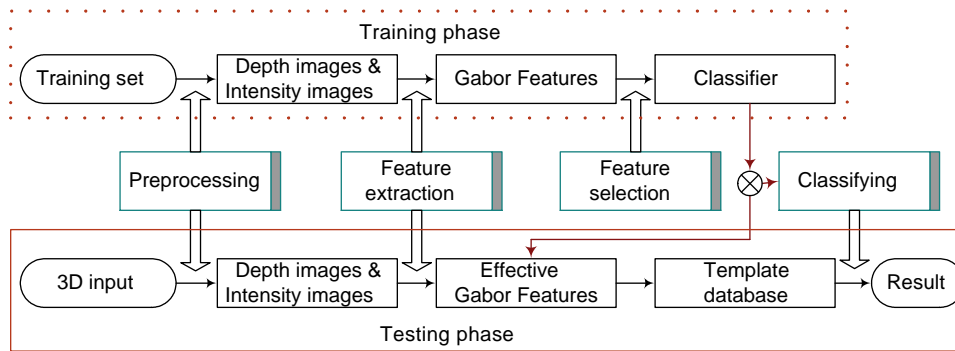 Training phase
Training set
Depth images &
Intensity images
Gabor Features
Classifier
Preprocessing
Feature
extraction
Feature
selection
Classifying
3D input
Depth images &
Intensity images
Effective
Gabor Features
Template
database
Result
Testing phase